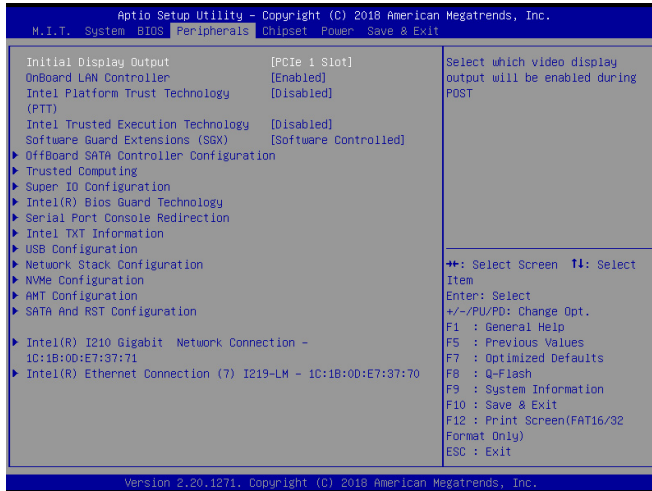 Aptio Setup Utility – Copyright (C) 2018 American Megatrends, Inc.
M.I.T. System BIOS Peripherals Chipset Power Save & Exit
Initial Display Output [PCIe 1 Slot]
OnBoard LAN Controller [Enabled]
Intel Platform Trust Technology [Disabled]
(PTT)
Intel Trusted Execution Technology [Disabled]
Software Guard Extensions (SGX) [Software Controlled]
OffBoard SATA Controller Configuration
Trusted Computing
Super IO Configuration
Intel(R) Bios Guard Technology
Serial Port Console Redirection
Intel TXT Information
USB Configuration
Network Stack Configuration
NVMe Configuration
AMT Configuration
SATA And RST Configuration
Intel(R) I210 Gigabit Network Connection –
1C:1B:0D:E7:37:71
Intel(R) Ethernet Connection (7) I219-LM – 1C:1B:0D:E7:37:70
Select which video display
output will be enabled during
POST
→←: Select Screen ↑↓: Select
Item
Enter: Select
+/-/PU/PD: Change Opt.
F1 : General Help
F5 : Previous Values
F7 : Optimized Defaults
F8 : Q-Flash
F9 : System Information
F10 : Save & Exit
F12 : Print Screen(FAT16/32
Format Only)
ESC : Exit
Version 2.20.1271. Copyright (C) 2018 American Megatrends, Inc.